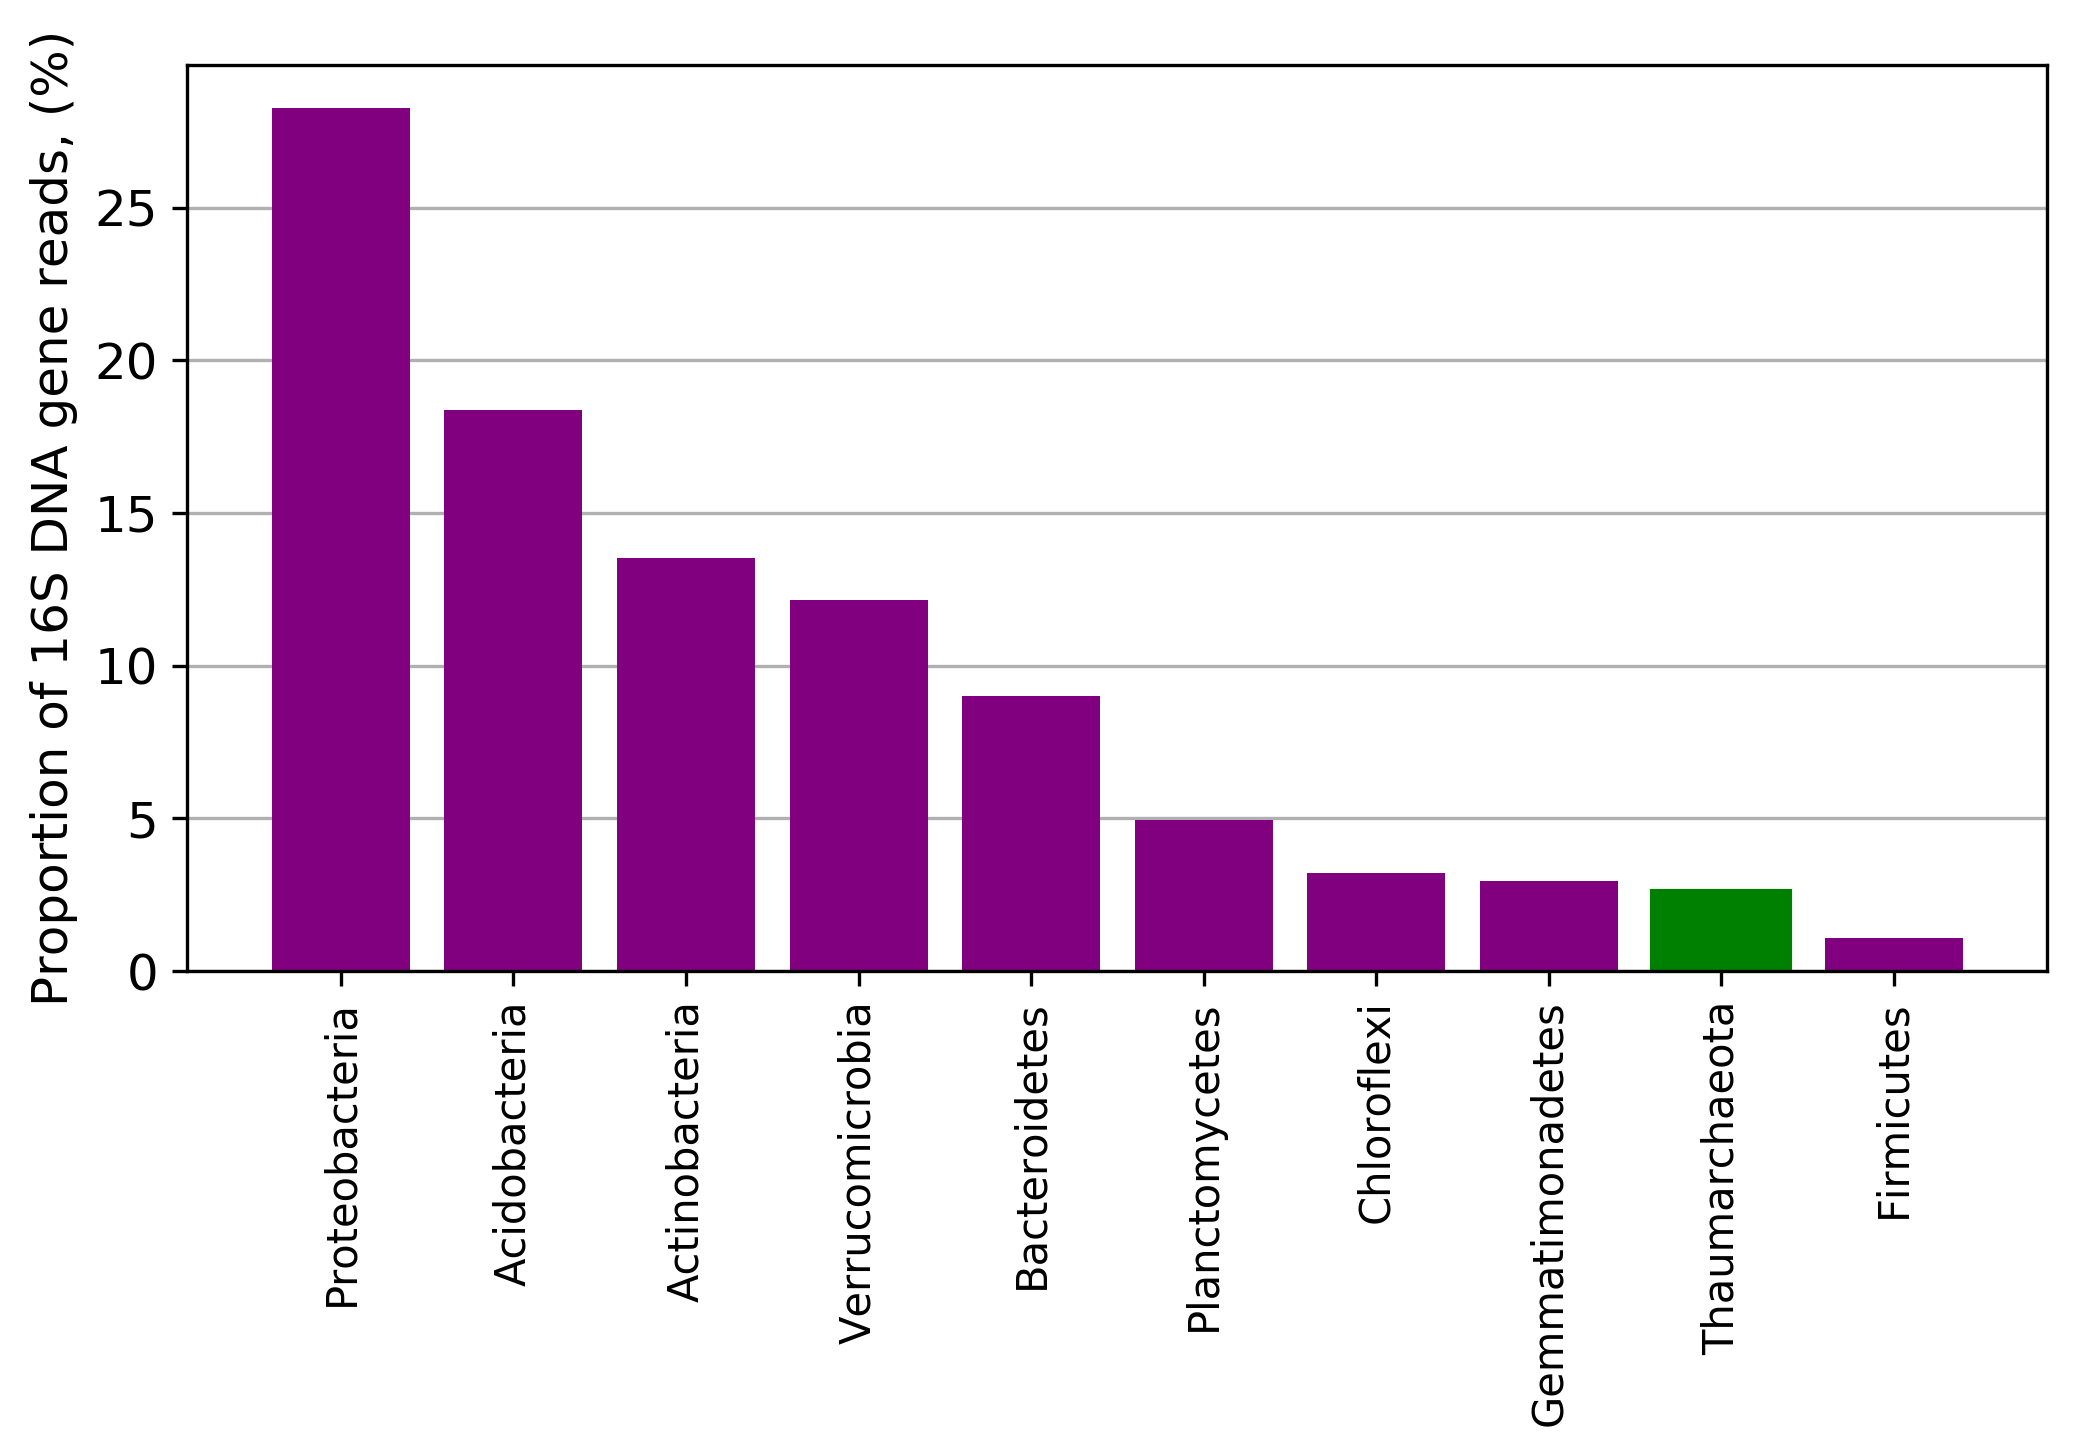 Proportion of 16S DNA gene reads, (%)
25
20
15
10
5
0
Proteobacteria
Acidobacteria
Actinobacteria
Verrucomicrobia
Bacteroidetes
Planctomycetes
Chloroflexi
Gemmatimonadetes
Thaumarchaeota
Firmicutes